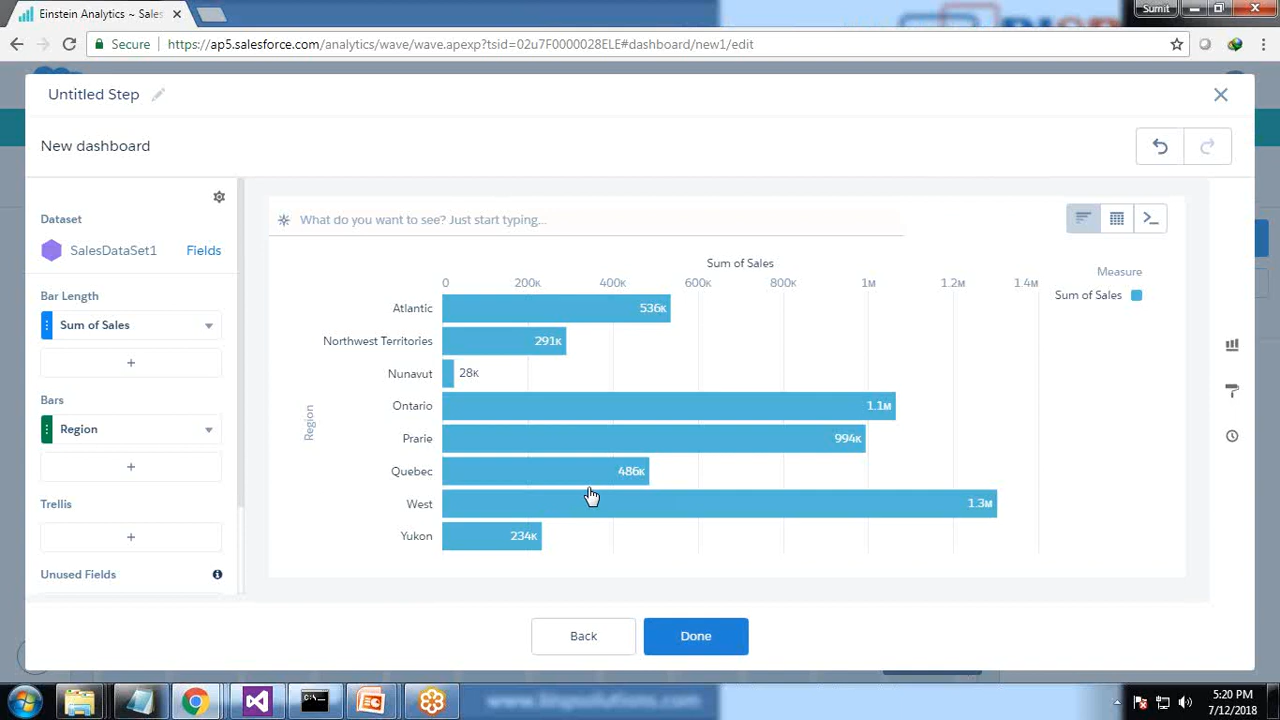 Einstein Analytics ~ Sales
Sumit
Secure
https://ap5.salesforce.com/analytics/wave/wave.apexp?tsid=02u7F0000028ELE#dashboard/new1/edit
Untitled Step
New dashboard
Dataset
SalesDataSet1
Fields
Bar Length
Sum of Sales
+
Bars
Region
+
Trellis
+
Unused Fields
What do you want to see? Just start typing...
Sum of Sales
0 200K 400K 600K 800K 1M 1.2M 1.4M
Measure
Sum of Sales
Region
Atlantic 536K
Northwest Territories 291K
Nunavut 28K
Ontario 1.1M
Prarie 994K
Quebec 486K
West 1.3M
Yukon 234K
Back
Done
5:20 PM
7/12/2018